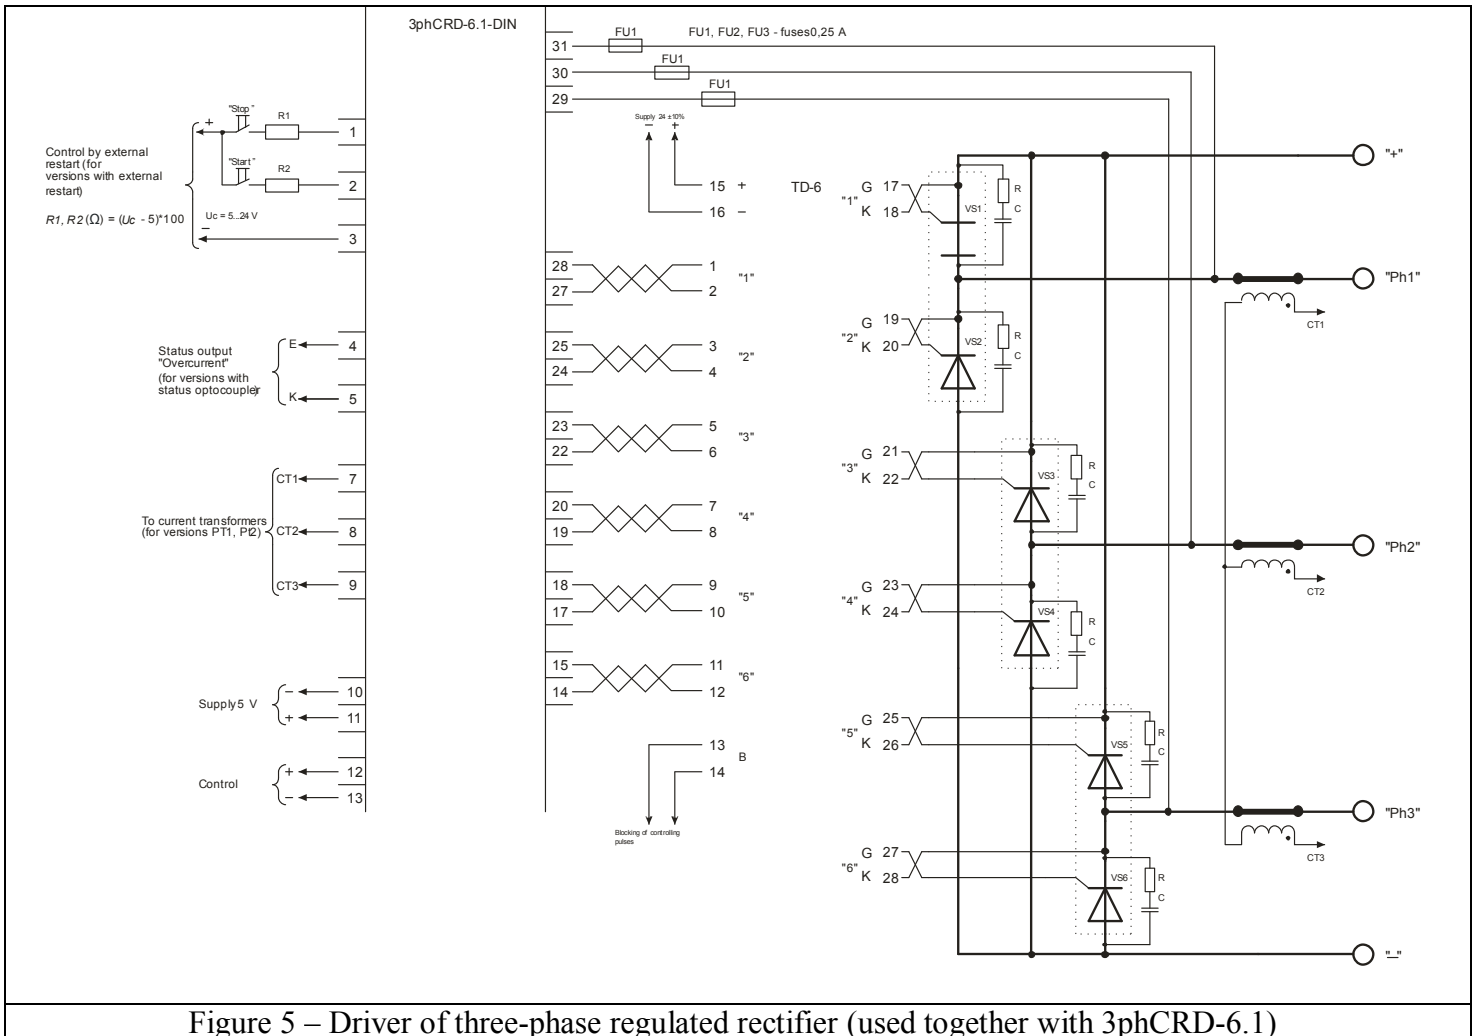 3phCRD-6.1-DIN
31
FU1
FU1, FU2, FU3 - fuses0,25 A
30
FU1
29
FU1
"Stop"
R1
+
1
"Start"
R2
2
Control by external
restart (for
versions with external
restart)
R1, R2 (Ω) = (Uc - 5)*100
Uc = 5...24 V
−
3
Supply 24 ±10%
− +
15 +
16 −
TD-6
28
27
1
2
"1"
Status output
"Overcurrent"
(for versions with
status optocoupler)
E
4
K
5
25
24
3
4
"2"
23
22
5
6
"3"
To current transformers
(for versions PT1, Pt2)
CT1
7
CT2
8
CT3
9
20
19
7
8
"4"
18
17
9
10
"5"
15
14
11
12
"6"
Supply 5 V
−
10
+
11
Control
+
12
−
13
13
14
B
Blocking of controlling
pulses
"1"
G 17
K 18
VS1
R
C
"2"
G 19
K 20
VS2
R
C
"3"
G 21
K 22
VS3
R
C
"4"
G 23
K 24
VS4
R
C
"5"
G 25
K 26
VS5
R
C
"6"
G 27
K 28
VS6
R
C
"+"
"Ph1"
CT1
"Ph2"
CT2
"Ph3"
CT3
"−"
Figure 5 – Driver of three-phase regulated rectifier (used together with 3phCRD-6.1)